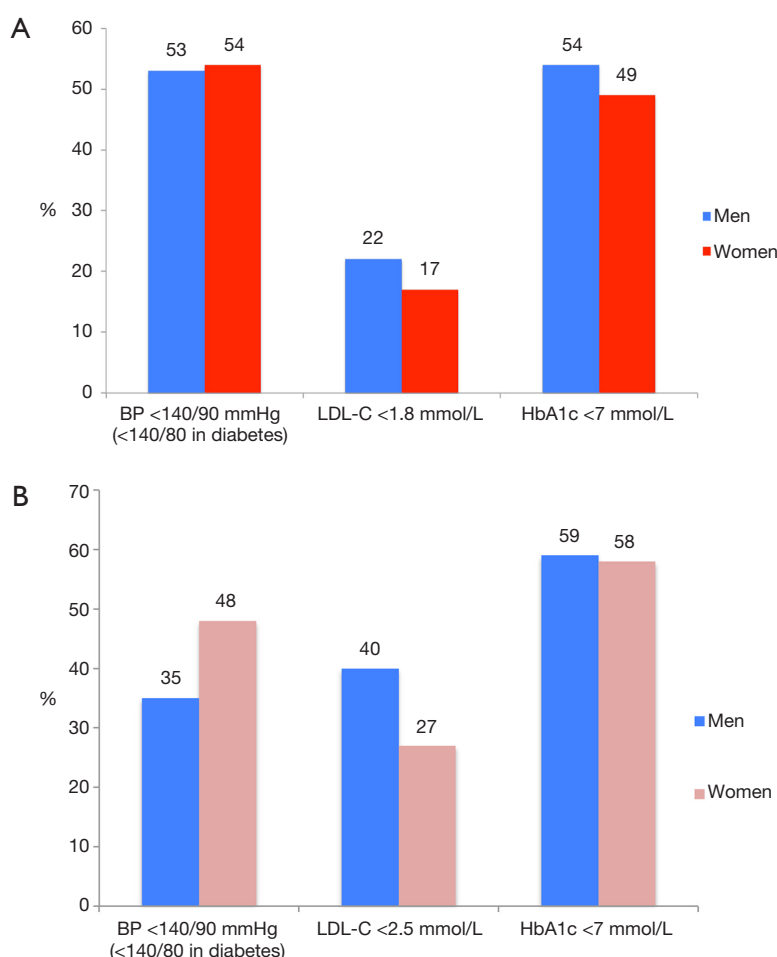 A
60
50
40
30
20
10
0
%
53
54
22
17
54
49
Men
Women
BP <140/90 mmHg
(<140/80 in diabetes)
LDL-C <1.8 mmol/L
HbA1c <7 mmol/L
B
70
60
50
40
30
20
10
0
%
35
48
40
27
59
58
Men
Women
BP <140/90 mmHg
(<140/80 in diabetes)
LDL-C <2.5 mmol/L
HbA1c <7 mmol/L